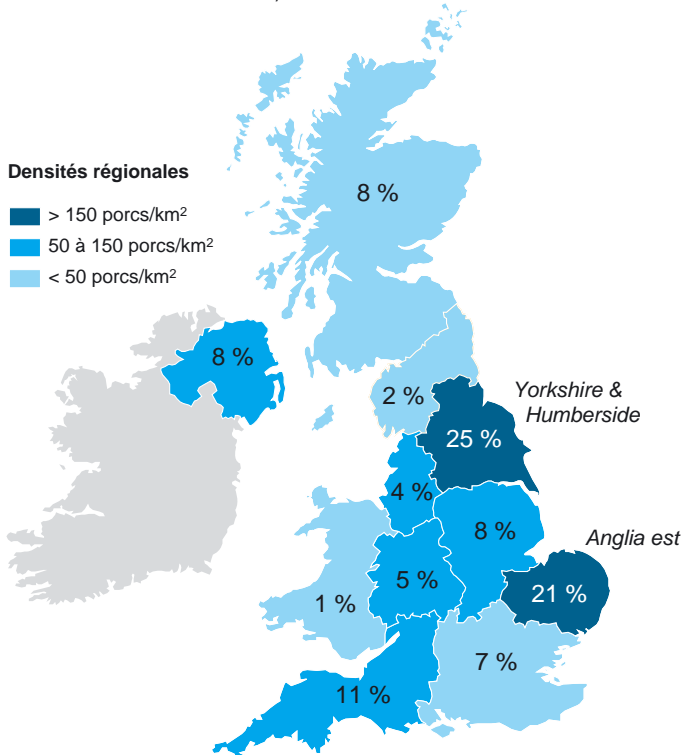 Densités régionales
> 150 porcs/km²
50 à 150 porcs/km²
< 50 porcs/km²
8 %
8 %
2 %
Yorkshire &
Humberside
25 %
4 %
8 %
Anglia est
5 %
21 %
1 %
7 %
11 %